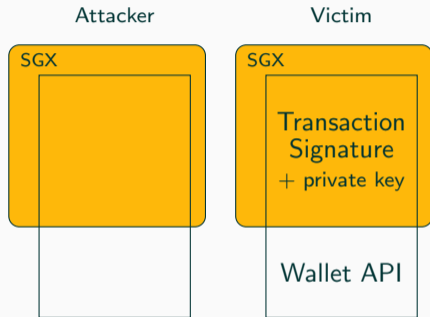 Attacker
Victim
SGX
SGX
Transaction
Signature
+ private key
Wallet API